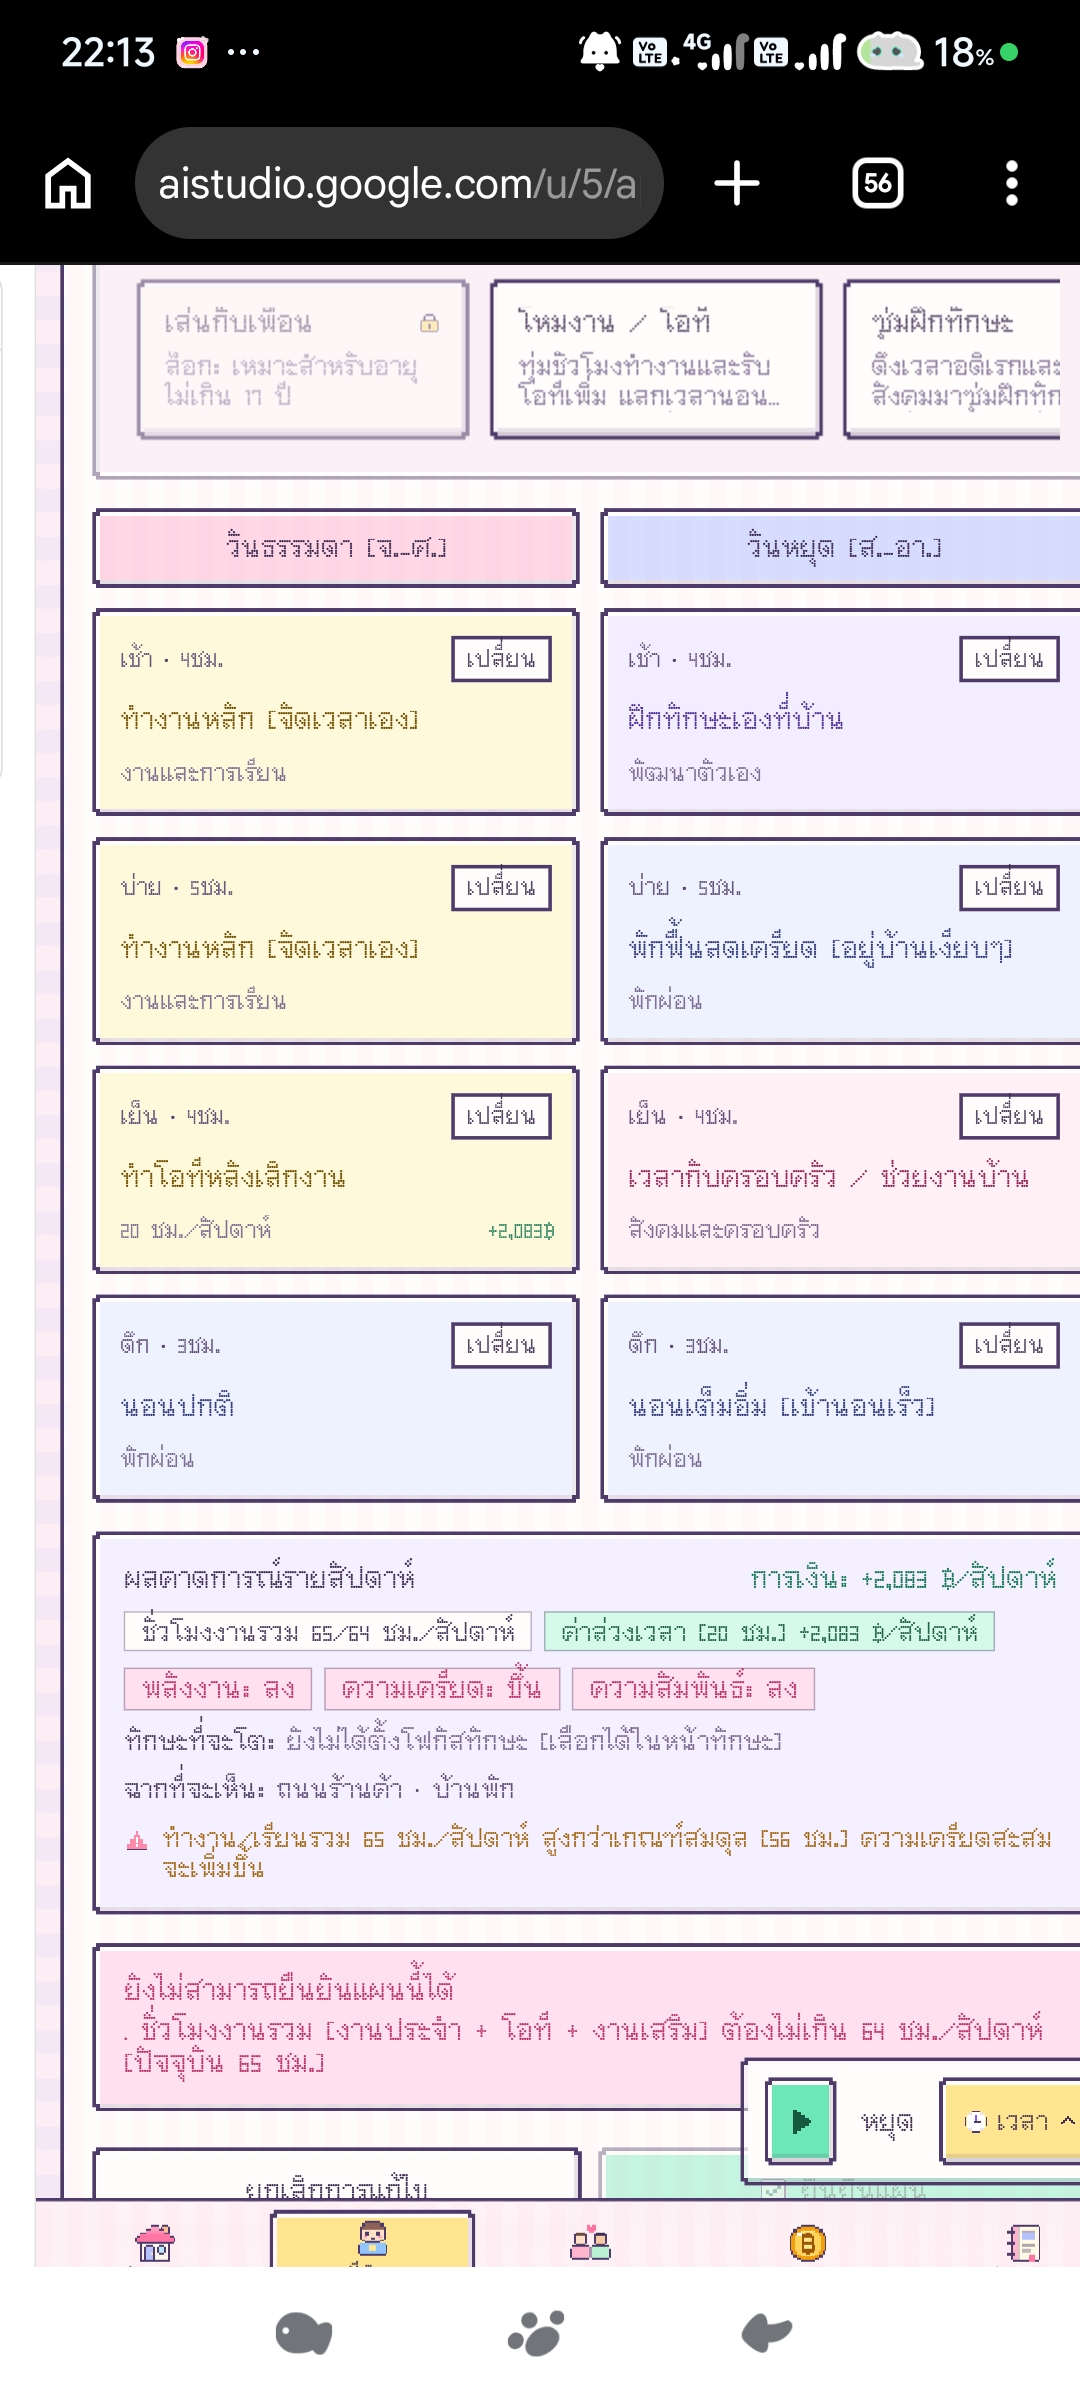 22:13
4G
Vo LTE
Vo LTE
18%
aistudio.google.com/u/5/a
56
เล่นกับเพื่อน
ล็อก: เหมาะสำหรับอายุ
ไม่เกิน 17 ปี
โหมงาน / โอที
ทุ่มชั่วโมงทำงานและรับ
โอทีเพิ่ม แลกเวลานอน…
ซุ่มฝึกทักษะ
ดึงเวลาอดิเรกและ
สังคมมาซุ่มฝึกทัก
วันธรรมดา [จ.–ศ.]
วันหยุด [ส.–อา.]
เช้า · 4ชม.
เปลี่ยน
ทำงานหลัก [จัดเวลาเอง]
งานและการเรียน
เช้า · 4ชม.
เปลี่ยน
ฝึกทักษะเองที่บ้าน
พัฒนาตัวเอง
บ่าย · 5ชม.
เปลี่ยน
ทำงานหลัก [จัดเวลาเอง]
งานและการเรียน
บ่าย · 5ชม.
เปลี่ยน
พักฟื้นลดเครียด [อยู่บ้านเงียบๆ]
พักผ่อน
เย็น · 4ชม.
เปลี่ยน
ทำโอทีหลังเลิกงาน
20 ชม./สัปดาห์
+2,083฿
เย็น · 4ชม.
เปลี่ยน
เวลากับครอบครัว / ช่วยงานบ้าน
สังคมและครอบครัว
ดึก · 3ชม.
เปลี่ยน
นอนปกติ
พักผ่อน
ดึก · 3ชม.
เปลี่ยน
นอนเต็มอิ่ม [เข้านอนเร็ว]
พักผ่อน
ผลคาดการณ์รายสัปดาห์
การเงิน: +2,083 ฿/สัปดาห์
ชั่วโมงงานรวม 65/64 ชม./สัปดาห์
ค่าล่วงเวลา [20 ชม.] +2,083 ฿/สัปดาห์
พลังงาน: ลง
ความเครียด: ขึ้น
ความสัมพันธ์: ลง
ทักษะที่จะโต: ยังไม่ได้ตั้งโฟกัสทักษะ [เลือกได้ในหน้าทักษะ]
ฉากที่จะเห็น: ถนนร้านค้า · บ้านพัก
ทำงาน/เรียนรวม 65 ชม./สัปดาห์ สูงกว่าเกณฑ์สมดุล [56 ชม.] ความเครียดสะสม
จะเพิ่มขึ้น
ยังไม่สามารถยืนยันแผนนี้ได้
. ชั่วโมงงานรวม [งานประจำ + โอที + งานเสริม] ต้องไม่เกิน 64 ชม./สัปดาห์
[ปัจจุบัน 65 ชม.]
หยุด
เวลา
ยกเลิกการแก้ไข
ยืนยันแผน